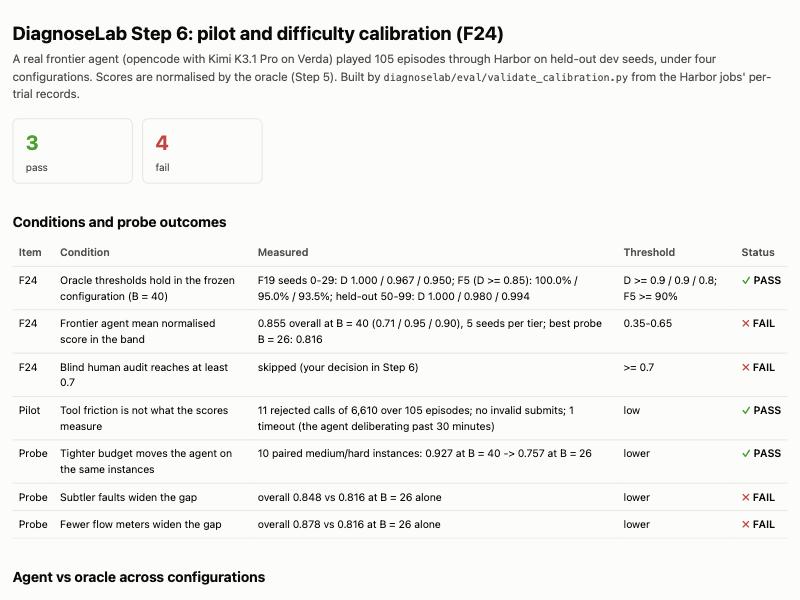 DiagnoseLab Step 6: pilot and difficulty calibration (F24)
A real frontier agent (opencode with Kimi K3.1 Pro on Verda) played 105 episodes through Harbor on held-out dev seeds, under four
configurations. Scores are normalised by the oracle (Step 5). Built by diagnoselab/eval/validate_calibration.py from the Harbor jobs' per-
trial records.
3
pass
4
fail
Conditions and probe outcomes
Item Condition Measured Threshold Status
F24 Oracle thresholds hold in the frozen F19 seeds 0-29: D 1.000 / 0.967 / 0.950; F5 (D >= 0.85): 100.0% / D >= 0.9 / 0.9 / 0.8; ✓ PASS
configuration (B = 40) 95.0% / 93.5%; held-out 50-99: D 1.000 / 0.980 / 0.994 F5 >= 90%
F24 Frontier agent mean normalised 0.855 overall at B = 40 (0.71 / 0.95 / 0.90), 5 seeds per tier; best probe 0.35-0.65 ✕ FAIL
score in the band B = 26: 0.816
F24 Blind human audit reaches at least skipped (your decision in Step 6) >= 0.7 ✕ FAIL
0.7
Pilot Tool friction is not what the scores 11 rejected calls of 6,610 over 105 episodes; no invalid submits; 1 low ✓ PASS
measure timeout (the agent deliberating past 30 minutes)
Probe Tighter budget moves the agent on 10 paired medium/hard instances: 0.927 at B = 40 -> 0.757 at B = 26 lower ✓ PASS
the same instances
Probe Subtler faults widen the gap overall 0.848 vs 0.816 at B = 26 alone lower ✕ FAIL
Probe Fewer flow meters widen the gap overall 0.878 vs 0.816 at B = 26 alone lower ✕ FAIL
Agent vs oracle across configurations